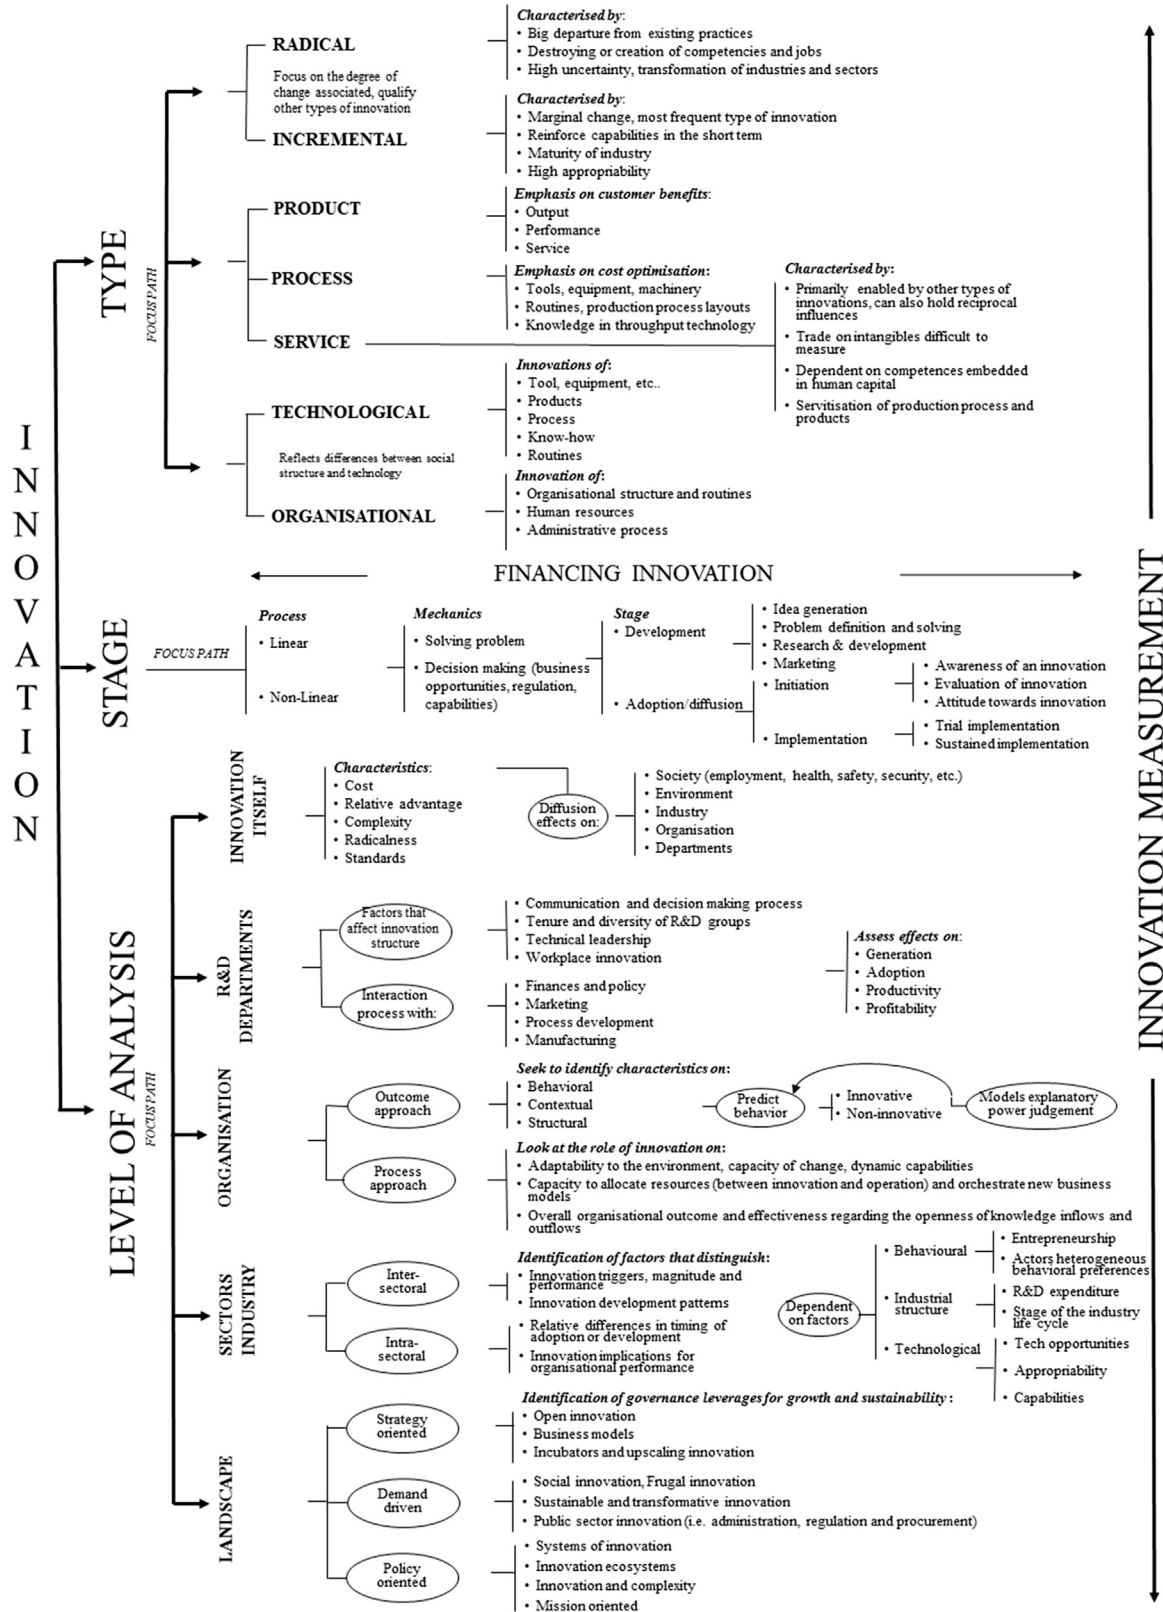 INNOVATION
TYPE
FOCUS PATH
RADICAL
Focus on the degree of
change associated, qualify
other types of innovation
INCREMENTAL
Characterised by:
• Big departure from existing practices
• Destroying or creation of competencies and jobs
• High uncertainty, transformation of industries and sectors
Characterised by:
• Marginal change, most frequent type of innovation
• Reinforce capabilities in the short term
• Maturity of industry
• High appropriability
PRODUCT
Emphasis on customer benefits:
• Output
• Performance
• Service
PROCESS
Emphasis on cost optimisation:
• Tools, equipment, machinery
• Routines, production process layouts
• Knowledge in throughput technology
SERVICE
Characterised by:
• Primarily enabled by other types of
innovations, can also hold reciprocal
influences
• Trade on intangibles difficult to
measure
• Dependent on competences embedded
in human capital
• Servitisation of production process and
products
TECHNOLOGICAL
Reflects differences between social
structure and technology
ORGANISATIONAL
Innovations of:
• Tool, equipment, etc..
• Products
• Process
• Know-how
• Routines
Innovation of:
• Organisational structure and routines
• Human resources
• Administrative process
FINANCING INNOVATION
INNOVATION MEASUREMENT
STAGE
FOCUS PATH
Process
• Linear
• Non-Linear
Mechanics
• Solving problem
• Decision making (business
opportunities, regulation,
capabilities)
Stage
• Development
• Adoption/diffusion
• Idea generation
• Problem definition and solving
• Research & development
• Marketing
• Initiation
• Implementation
• Awareness of an innovation
• Evaluation of innovation
• Attitude towards innovation
• Trial implementation
• Sustained implementation
LEVEL OF ANALYSIS
FOCUS PATH
INNOVATION
ITSELF
Characteristics:
• Cost
• Relative advantage
• Complexity
• Radicalness
• Standards
Diffusion
effects on:
• Society (employment, health, safety, security, etc.)
• Environment
• Industry
• Organisation
• Departments
R&D
DEPARTMENTS
Factors that
affect innovation
structure
• Communication and decision making process
• Tenure and diversity of R&D groups
• Technical leadership
• Workplace innovation
Interaction
process with:
• Finances and policy
• Marketing
• Process development
• Manufacturing
Assess effects on:
• Generation
• Adoption
• Productivity
• Profitability
ORGANISATION
Outcome
approach
Seek to identify characteristics on:
• Behavioral
• Contextual
• Structural
Predict
behavior
• Innovative
• Non-innovative
Models explanatory
power judgement
Process
approach
Look at the role of innovation on:
• Adaptability to the environment, capacity of change, dynamic capabilities
• Capacity to allocate resources (between innovation and operation) and orchestrate new business
models
• Overall organisational outcome and effectiveness regarding the openness of knowledge inflows and
outflows
SECTORS
INDUSTRY
Inter-
sectoral
Identification of factors that distinguish:
• Innovation triggers, magnitude and
performance
• Innovation development patterns
Intra-
sectoral
• Relative differences in timing of
adoption or development
• Innovation implications for
organisational performance
Dependent
on factors
• Behavioural
• Industrial
structure
• Technological
• Entrepreneurship
• Actors heterogeneous
behavioral preferences
• R&D expenditure
• Stage of the industry
life cycle
• Tech opportunities
• Appropriability
• Capabilities
LANDSCAPE
Identification of governance leverages for growth and sustainability:
Strategy
oriented
• Open innovation
• Business models
• Incubators and upscaling innovation
Demand
driven
• Social innovation, Frugal innovation
• Sustainable and transformative innovation
• Public sector innovation (i.e. administration, regulation and procurement)
Policy
oriented
• Systems of innovation
• Innovation ecosystems
• Innovation and complexity
• Mission oriented